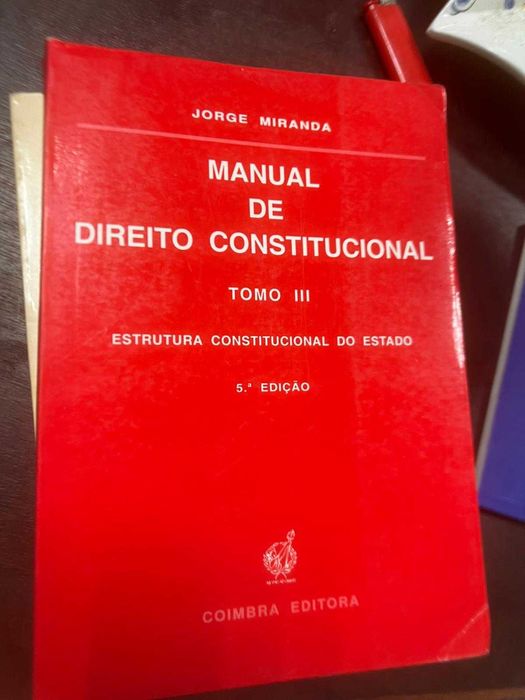 JORGE MIRANDA
MANUAL
DE
DIREITO CONSTITUCIONAL
TOMO III
ESTRUTURA CONSTITUCIONAL DO ESTADO
5.ª EDIÇÃO
COIMBRA EDITORA